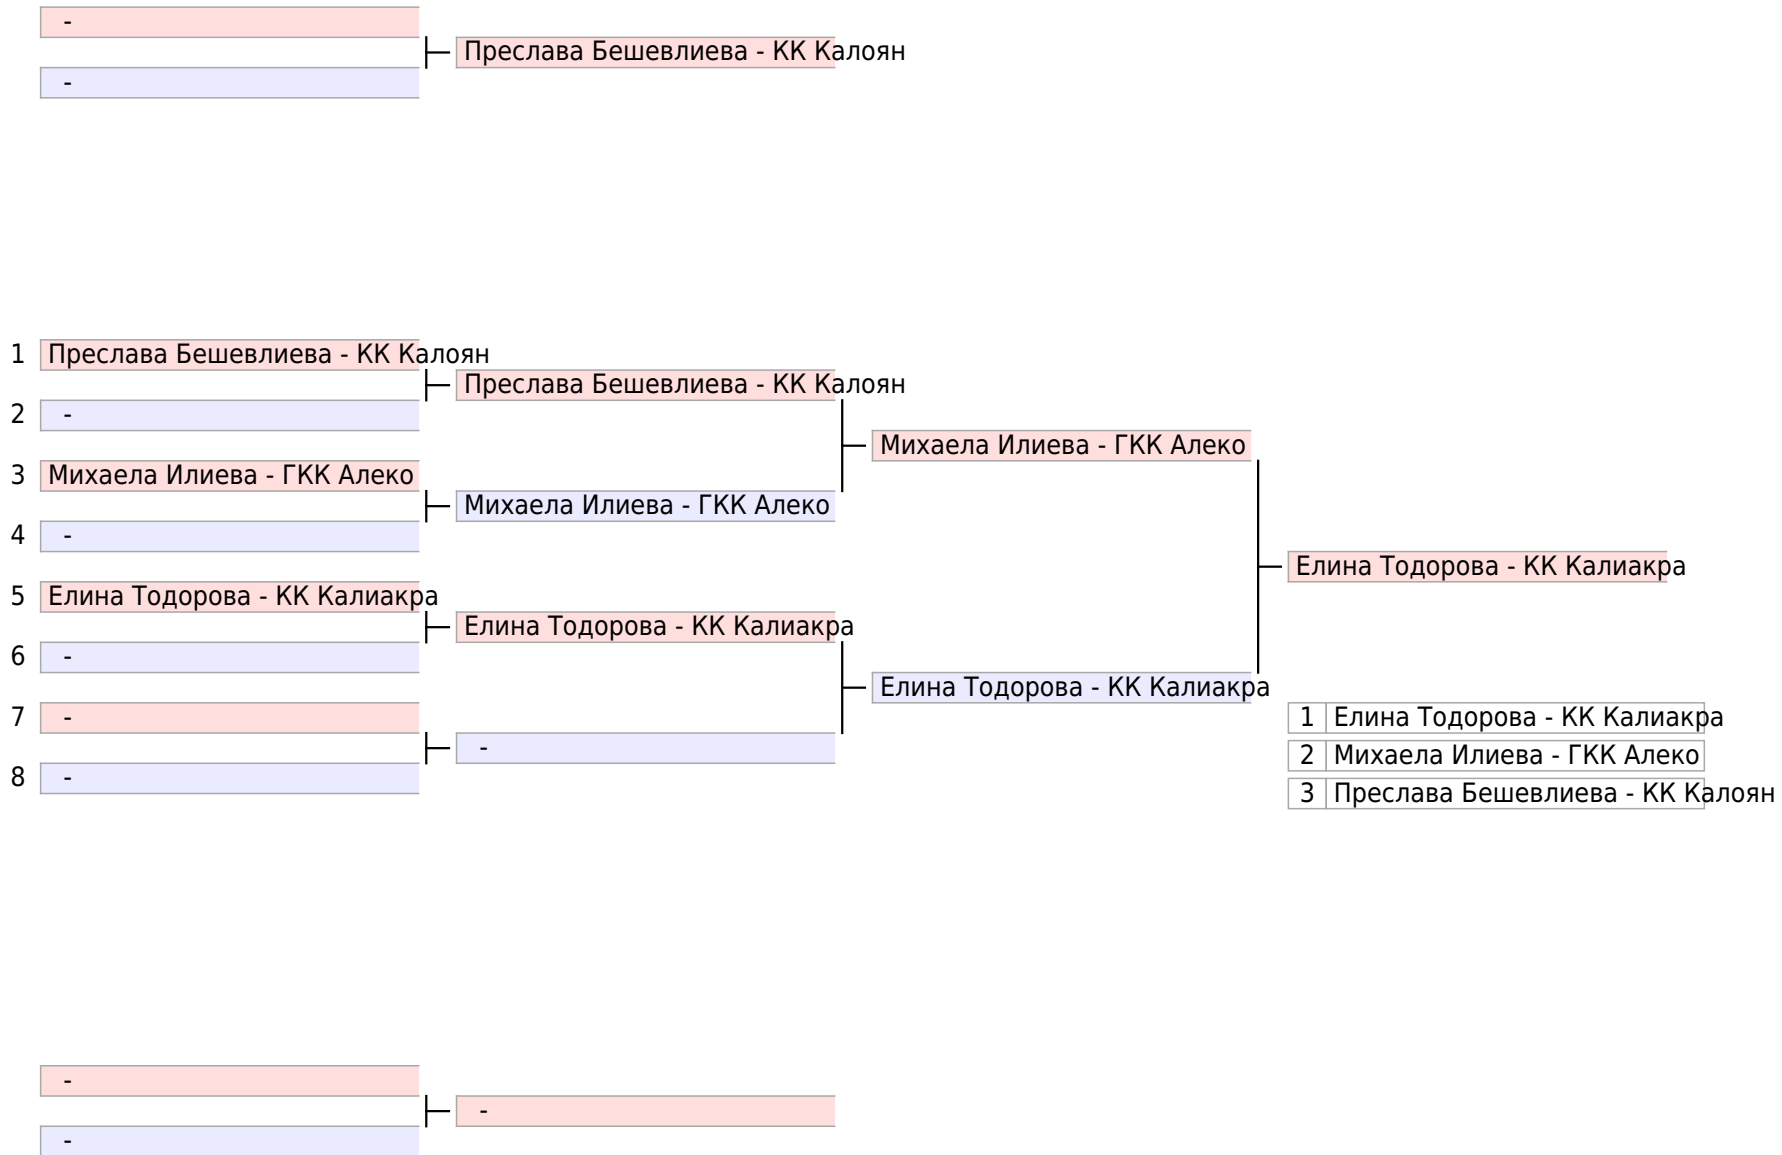 -
Преслава Бешевлиева - КК Калоян
-
1 Преслава Бешевлиева - КК Калоян
Преслава Бешевлиева - КК Калоян
2 -
Михаела Илиева - ГКК Алеко
3 Михаела Илиева - ГКК Алеко
Михаела Илиева - ГКК Алеко
4 -
Елина Тодорова - КК Калиакра
5 Елина Тодорова - КК Калиакра
Елина Тодорова - КК Калиакра
6 -
Елина Тодорова - КК Калиакра
7 -
1 Елина Тодорова - КК Калиакра
-
2 Михаела Илиева - ГКК Алеко
8 -
3 Преслава Бешевлиева - КК Калоян
-
-
-